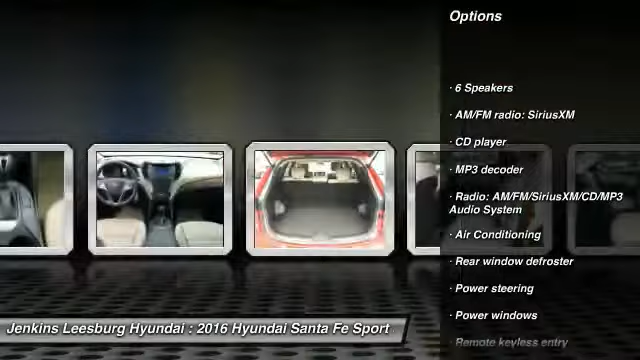 Options
· 6 Speakers
· AM/FM radio: SiriusXM
· CD player
· MP3 decoder
· Radio: AM/FM/SiriusXM/CD/MP3
Audio System
· Air Conditioning
· Rear window defroster
· Power steering
· Power windows
· Remote keyless entry
Jenkins Leesburg Hyundai : 2016 Hyundai Santa Fe Sport